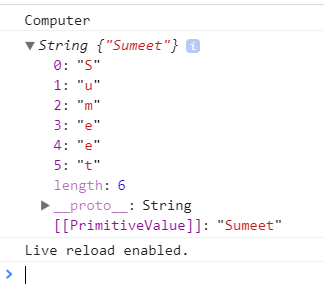 Computer
▼String {"Sumeet"} i
0: "S"
1: "u"
2: "m"
3: "e"
4: "e"
5: "t"
length: 6
▶__proto__: String
[[PrimitiveValue]]: "Sumeet"
Live reload enabled.
>